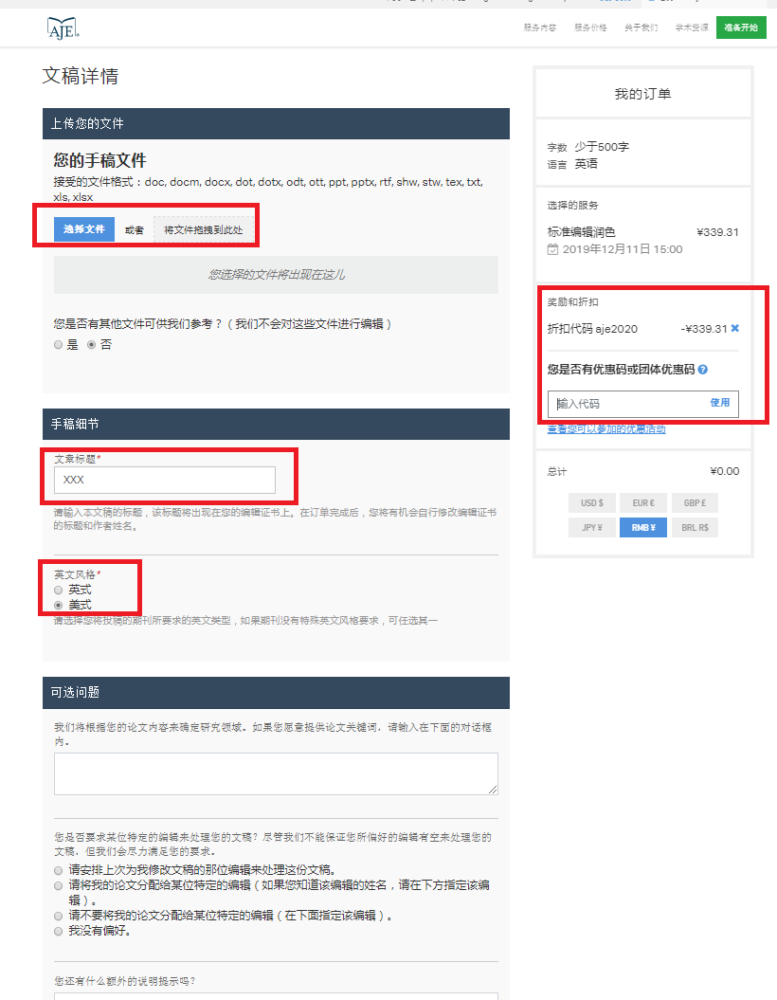 AJE
服务内容
服务价格
关于我们
学术资源
准备开始
文稿详情
上传您的文件
您的手稿文件
接受的文件格式：doc, docm, docx, dot, dotx, odt, ott, ppt, pptx, rtf, shw, stw, tex, txt,
xls, xlsx
选择文件 或者 将文件拖拽到此处
您选择的文件将出现在这儿
您是否有其他文件可供我们参考？（我们不会对这些文件进行编辑）
是 否
手稿细节
文章标题*
XXX
请输入本文稿的标题，该标题将出现在您的编辑证书上。在订单完成后，您将有机会自行修改编辑证书
的标题和作者姓名。
英文风格*
英式
美式
请选择您将投稿的期刊所要求的英文类型，如果期刊没有特殊英文风格要求，可任选其一
可选问题
我们将根据您的论文内容来确定研究领域。如果您愿意提供论文关键词，请输入在下面的对话框
内。
您是否要求某位特定的编辑来处理您的文稿？尽管我们不能保证您所偏好的编辑有空来处理您的
文稿，但我们会尽力满足您的要求。
请安排上次为我修改文稿的那位编辑来处理这份文稿。
请将我的论文分配给某位特定的编辑（如果您知道该编辑的姓名，请在下方指定该编
辑）。
请不要将我的论文分配给某位特定的编辑（在下面指定该编辑）。
我没有偏好。
您还有什么额外的说明提示吗？
我的订单
字数 少于500字
语言 英语
选择的服务
标准编辑润色 ¥339.31
2019年12月11日 15:00
奖励和折扣
折扣代码 aje2020 -¥339.31
您是否有优惠码或团体优惠码
输入代码 使用
查看您可以参加的优惠活动
总计 ¥0.00
USD $ EUR € GBP £
JPY ¥ RMB ¥ BRL R$